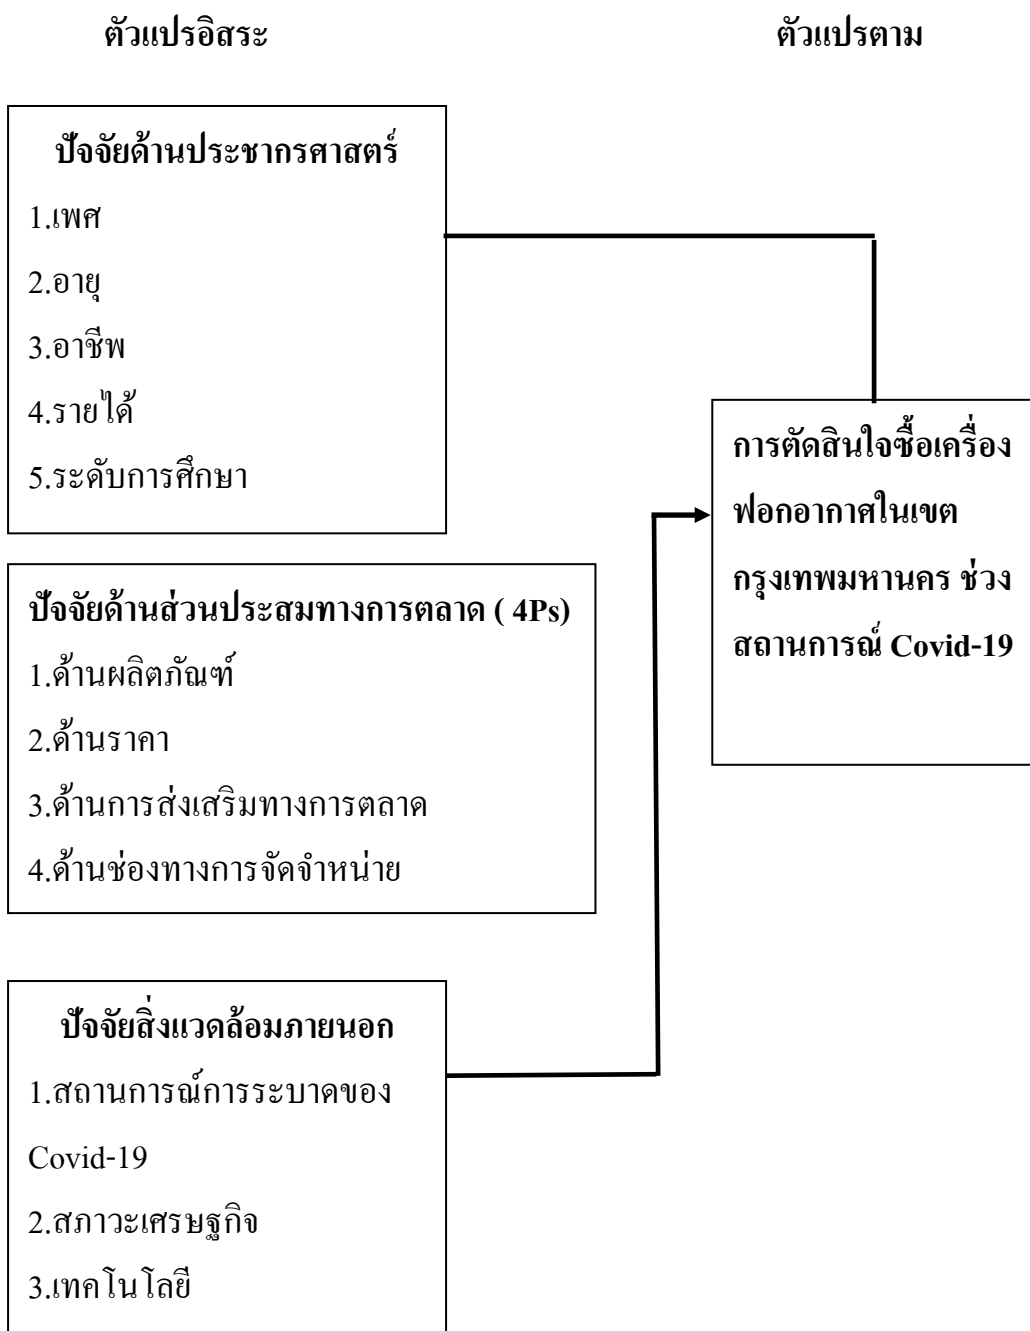 ตัวแปรอิสระ
ตัวแปรตาม
ปัจจัยด้านประชากรศาสตร์
1.เพศ
2.อายุ
3.อาชีพ
4.รายได้
5.ระดับการศึกษา
ปัจจัยด้านส่วนประสมทางการตลาด ( 4Ps)
1.ด้านผลิตภัณฑ์
2.ด้านราคา
3.ด้านการส่งเสริมทางการตลาด
4.ด้านช่องทางการจัดจำหน่าย
ปัจจัยสิ่งแวดล้อมภายนอก
1.สถานการณ์การระบาดของ
Covid-19
2.สภาวะเศรษฐกิจ
3.เทคโนโลยี
การตัดสินใจซื้อเครื่อง
ฟอกอากาศในเขต
กรุงเทพมหานคร ช่วง
สถานการณ์ Covid-19